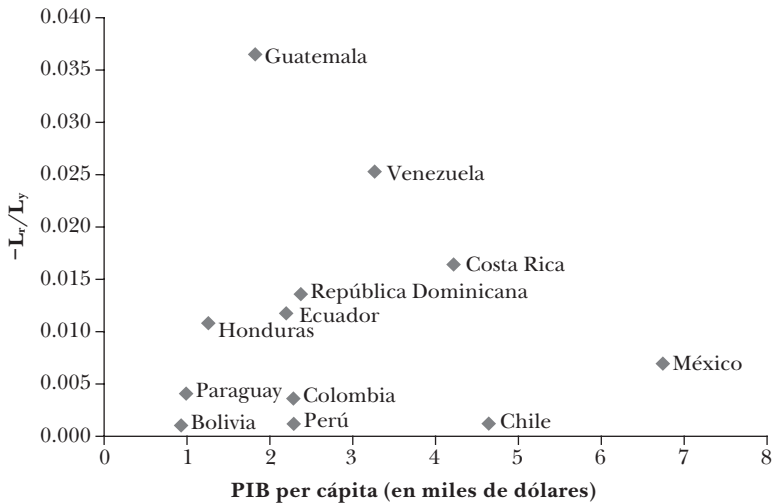 0.040
0.035
0.030
0.025
0.020
0.015
0.010
0.005
0.000
−Lr/Ly
Guatemala
Venezuela
Costa Rica
República Dominicana
Ecuador
Honduras
México
Paraguay
Colombia
Bolivia
Perú
Chile
0 1 2 3 4 5 6 7 8
PIB per cápita (en miles de dólares)